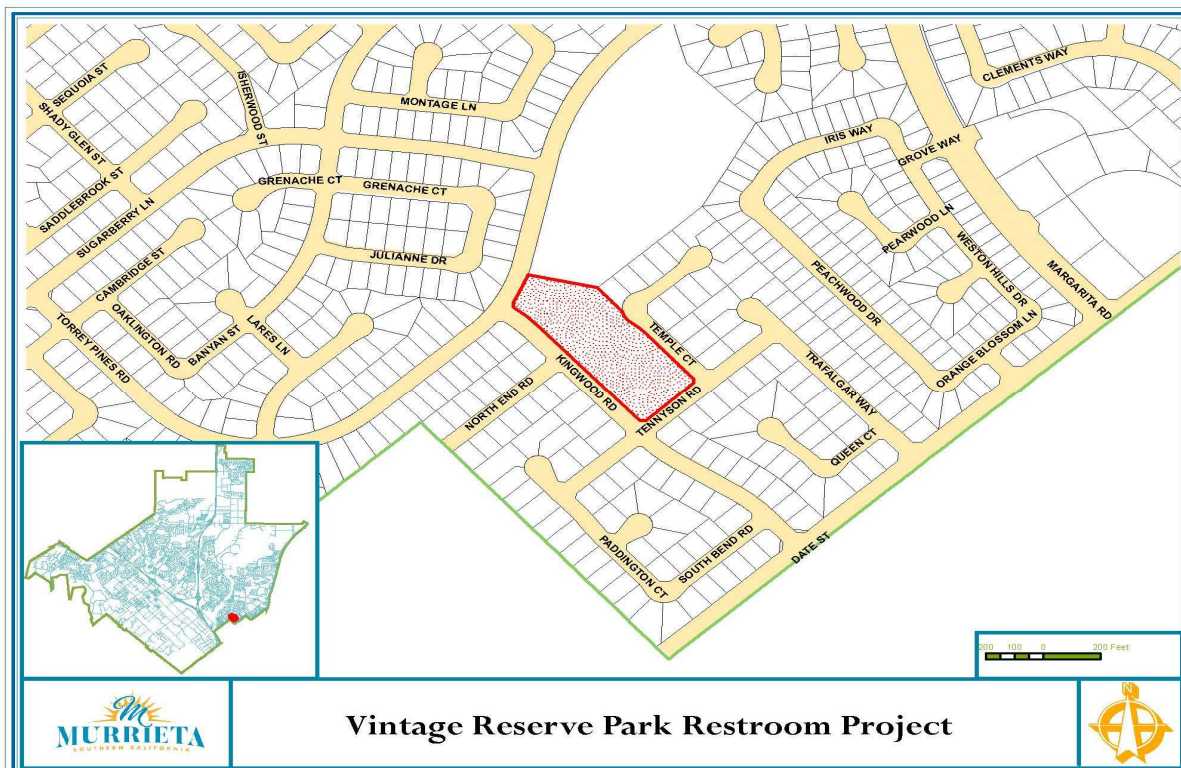 SEQUOIA ST
SHADY GLEN ST
SADDLEBROOK ST
ISHERWOOD ST
MONTAGE LN
CLEMENTS WAY
IRIS WAY
GROVE WAY
GRENACHE CT
GRENACHE CT
SUGARBERRY LN
PEARWOOD LN
WESTON HILLS DR
MARGARITA RD
JULIANNE DR
CAMBRIDGE ST
PEACHWOOD DR
OAKLINGTON RD
TORREY PINES RD
BANYAN ST
LARES LN
TEMPLE CT
ORANGE BLOSSOM LN
KINGWOOD RD
TRAFALGAR WAY
NORTH END RD
TENNYSON RD
QUEEN CT
PADDINGTON CT
SOUTH BEND RD
DATE ST
200 100 0 200 Feet
M
MURRIETA
SOUTHERN CALIFORNIA
Vintage Reserve Park Restroom Project
N